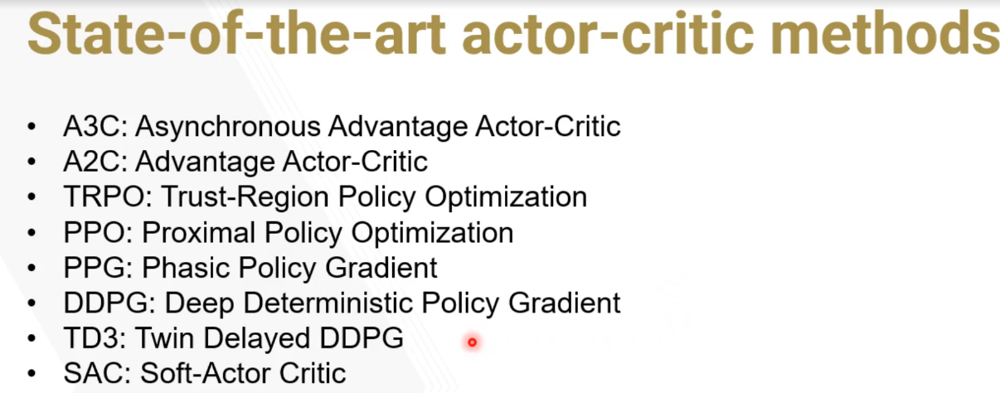 State-of-the-art actor-critic methods
• A3C: Asynchronous Advantage Actor-Critic
• A2C: Advantage Actor-Critic
• TRPO: Trust-Region Policy Optimization
• PPO: Proximal Policy Optimization
• PPG: Phasic Policy Gradient
• DDPG: Deep Deterministic Policy Gradient
• TD3: Twin Delayed DDPG
• SAC: Soft-Actor Critic